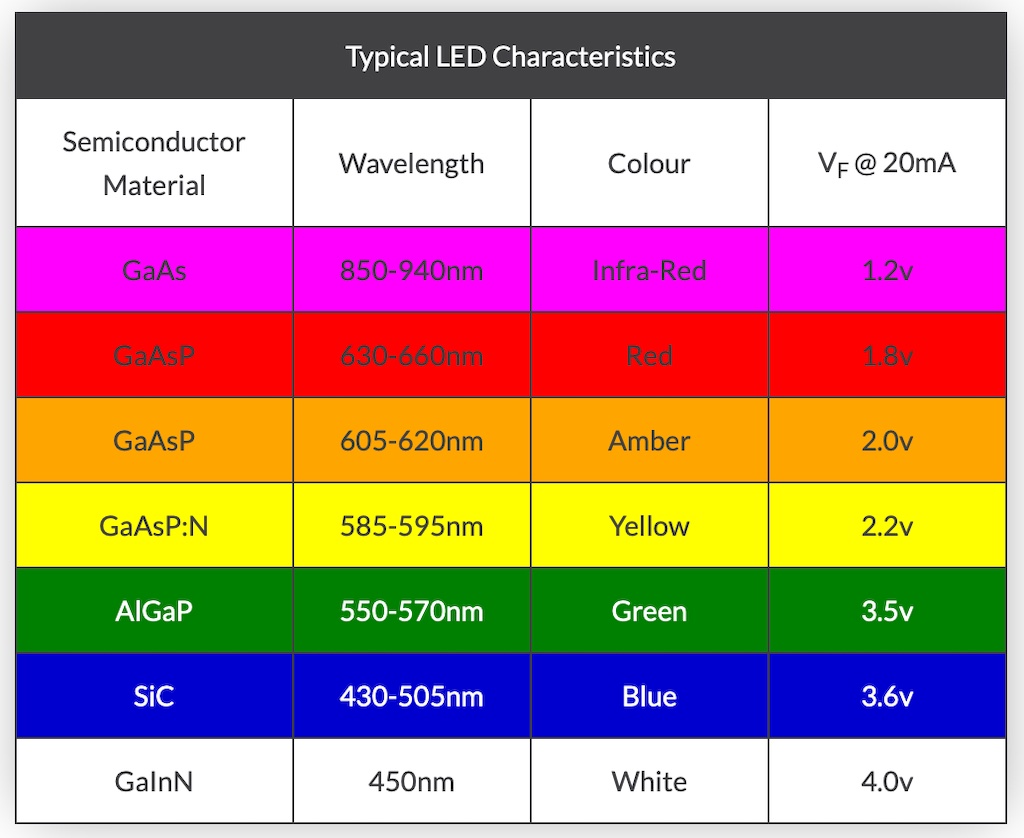 Typical LED Characteristics
Semiconductor Material Wavelength Colour VF @ 20mA
GaAs 850-940nm Infra-Red 1.2v
GaAsP 630-660nm Red 1.8v
GaAsP 605-620nm Amber 2.0v
GaAsP:N 585-595nm Yellow 2.2v
AlGaP 550-570nm Green 3.5v
SiC 430-505nm Blue 3.6v
GaInN 450nm White 4.0v